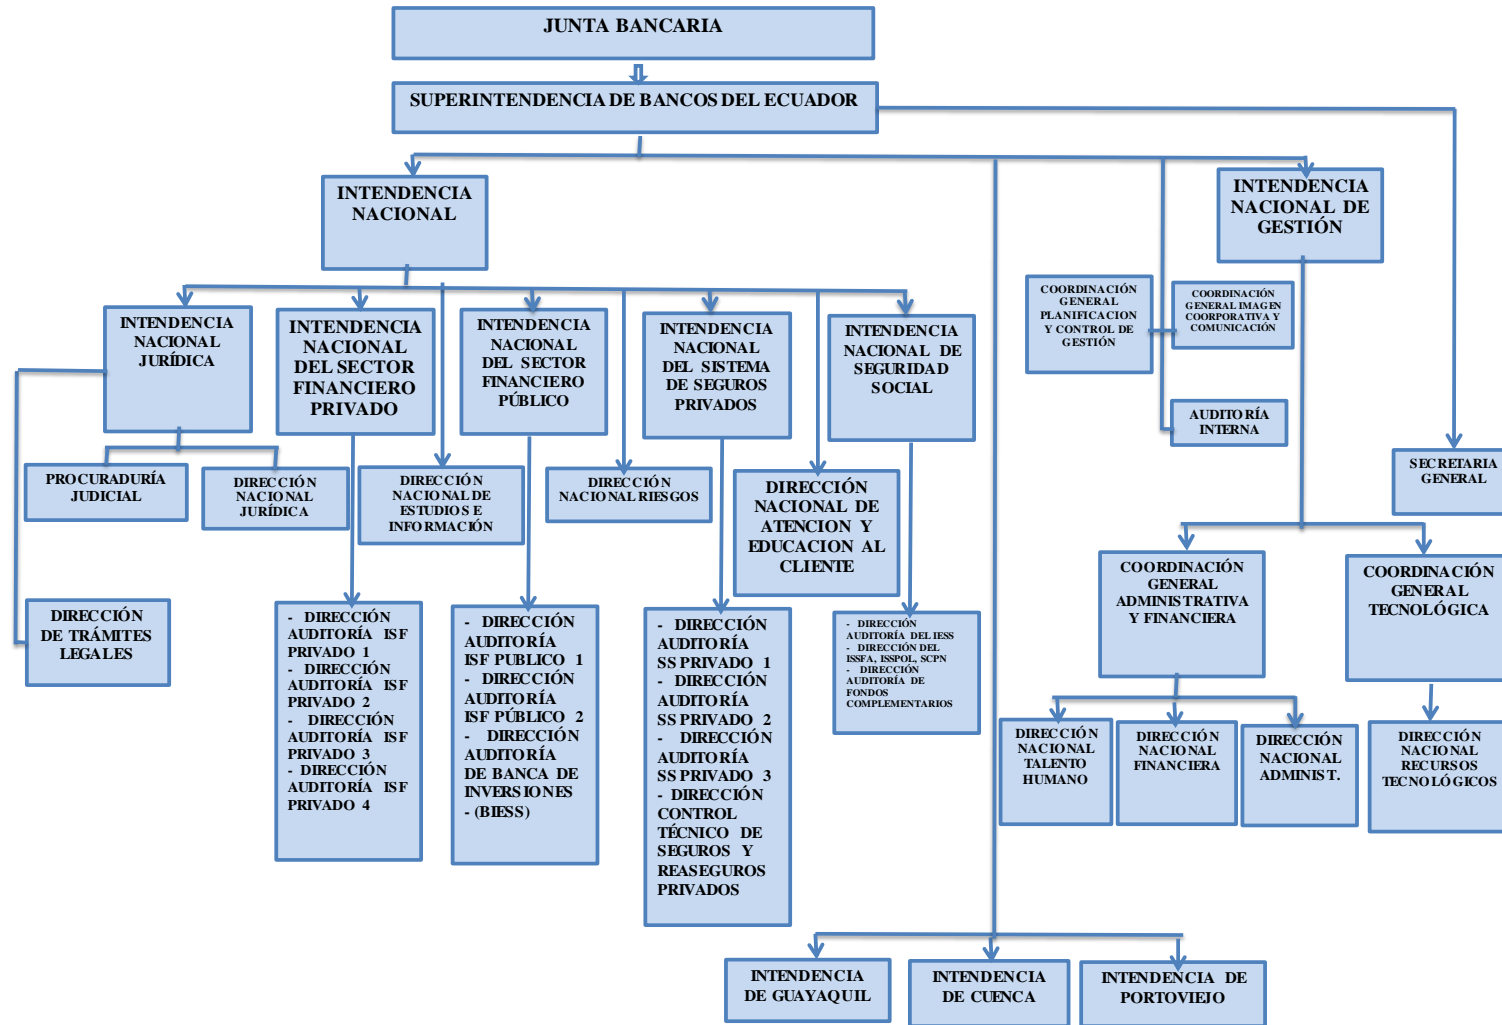 JUNTA BANCARIA
SUPERINTENDENCIA DE BANCOS DEL ECUADOR
INTENDENCIA
NACIONAL
INTENDENCIA
NACIONAL DE
GESTIÓN
COORDINACIÓN
GENERAL
PLANIFICACION
Y CONTROL DE
GESTIÓN
COORDINACIÓN
GENERAL IMAGEN
COORPORATIVA Y
COMUNICACIÓN
INTENDENCIA
NACIONAL
JURÍDICA
INTENDENCIA
NACIONAL
DEL SECTOR
FINANCIERO
PRIVADO
INTENDENCIA
NACIONAL
DEL SECTOR
FINANCIERO
PÚBLICO
INTENDENCIA
NACIONAL
DEL SISTEMA
DE SEGUROS
PRIVADOS
INTENDENCIA
NACIONAL DE
SEGURIDAD
SOCIAL
AUDITORÍA
INTERNA
SECRETARIA
GENERAL
PROCURADURÍA
JUDICIAL
DIRECCIÓN
NACIONAL
JURÍDICA
DIRECCIÓN
NACIONAL DE
ESTUDIOS E
INFORMACIÓN
DIRECCIÓN
NACIONAL RIESGOS
DIRECCIÓN
NACIONAL DE
ATENCION Y
EDUCACION AL
CLIENTE
COORDINACIÓN
GENERAL
ADMINISTRATIVA
Y FINANCIERA
COORDINACIÓN
GENERAL
TECNOLÓGICA
DIRECCIÓN
DE TRÁMITES
LEGALES
- DIRECCIÓN
AUDITORÍA ISF
PRIVADO 1
- DIRECCIÓN
AUDITORÍA ISF
PRIVADO 2
- DIRECCIÓN
AUDITORÍA ISF
PRIVADO 3
- DIRECCIÓN
AUDITORÍA ISF
PRIVADO 4
- DIRECCIÓN
AUDITORÍA
ISF PUBLICO 1
- DIRECCIÓN
AUDITORÍA
ISF PÚBLICO 2
- DIRECCIÓN
AUDITORÍA
DE BANCA DE
INVERSIONES
- (BIESS)
- DIRECCIÓN
AUDITORÍA
SS PRIVADO 1
- DIRECCIÓN
AUDITORÍA
SS PRIVADO 2
- DIRECCIÓN
AUDITORÍA
SS PRIVADO 3
- DIRECCIÓN
CONTROL
TÉCNICO DE
SEGUROS Y
REASEGUROS
PRIVADOS
- DIRECCIÓN
AUDITORÍA DEL IESS
- DIRECCIÓN DEL
ISSFA, ISSPOL, SCPN
- DIRECCIÓN
AUDITORÍA DE
FONDOS
COMPLEMENTARIOS
DIRECCIÓN
NACIONAL
TALENTO
HUMANO
DIRECCIÓN
NACIONAL
FINANCIERA
DIRECCIÓN
NACIONAL
ADMINIST.
DIRECCIÓN
NACIONAL
RECURSOS
TECNOLÓGICOS
INTENDENCIA
DE GUAYAQUIL
INTENDENCIA
DE CUENCA
INTENDENCIA DE
PORTOVIEJO